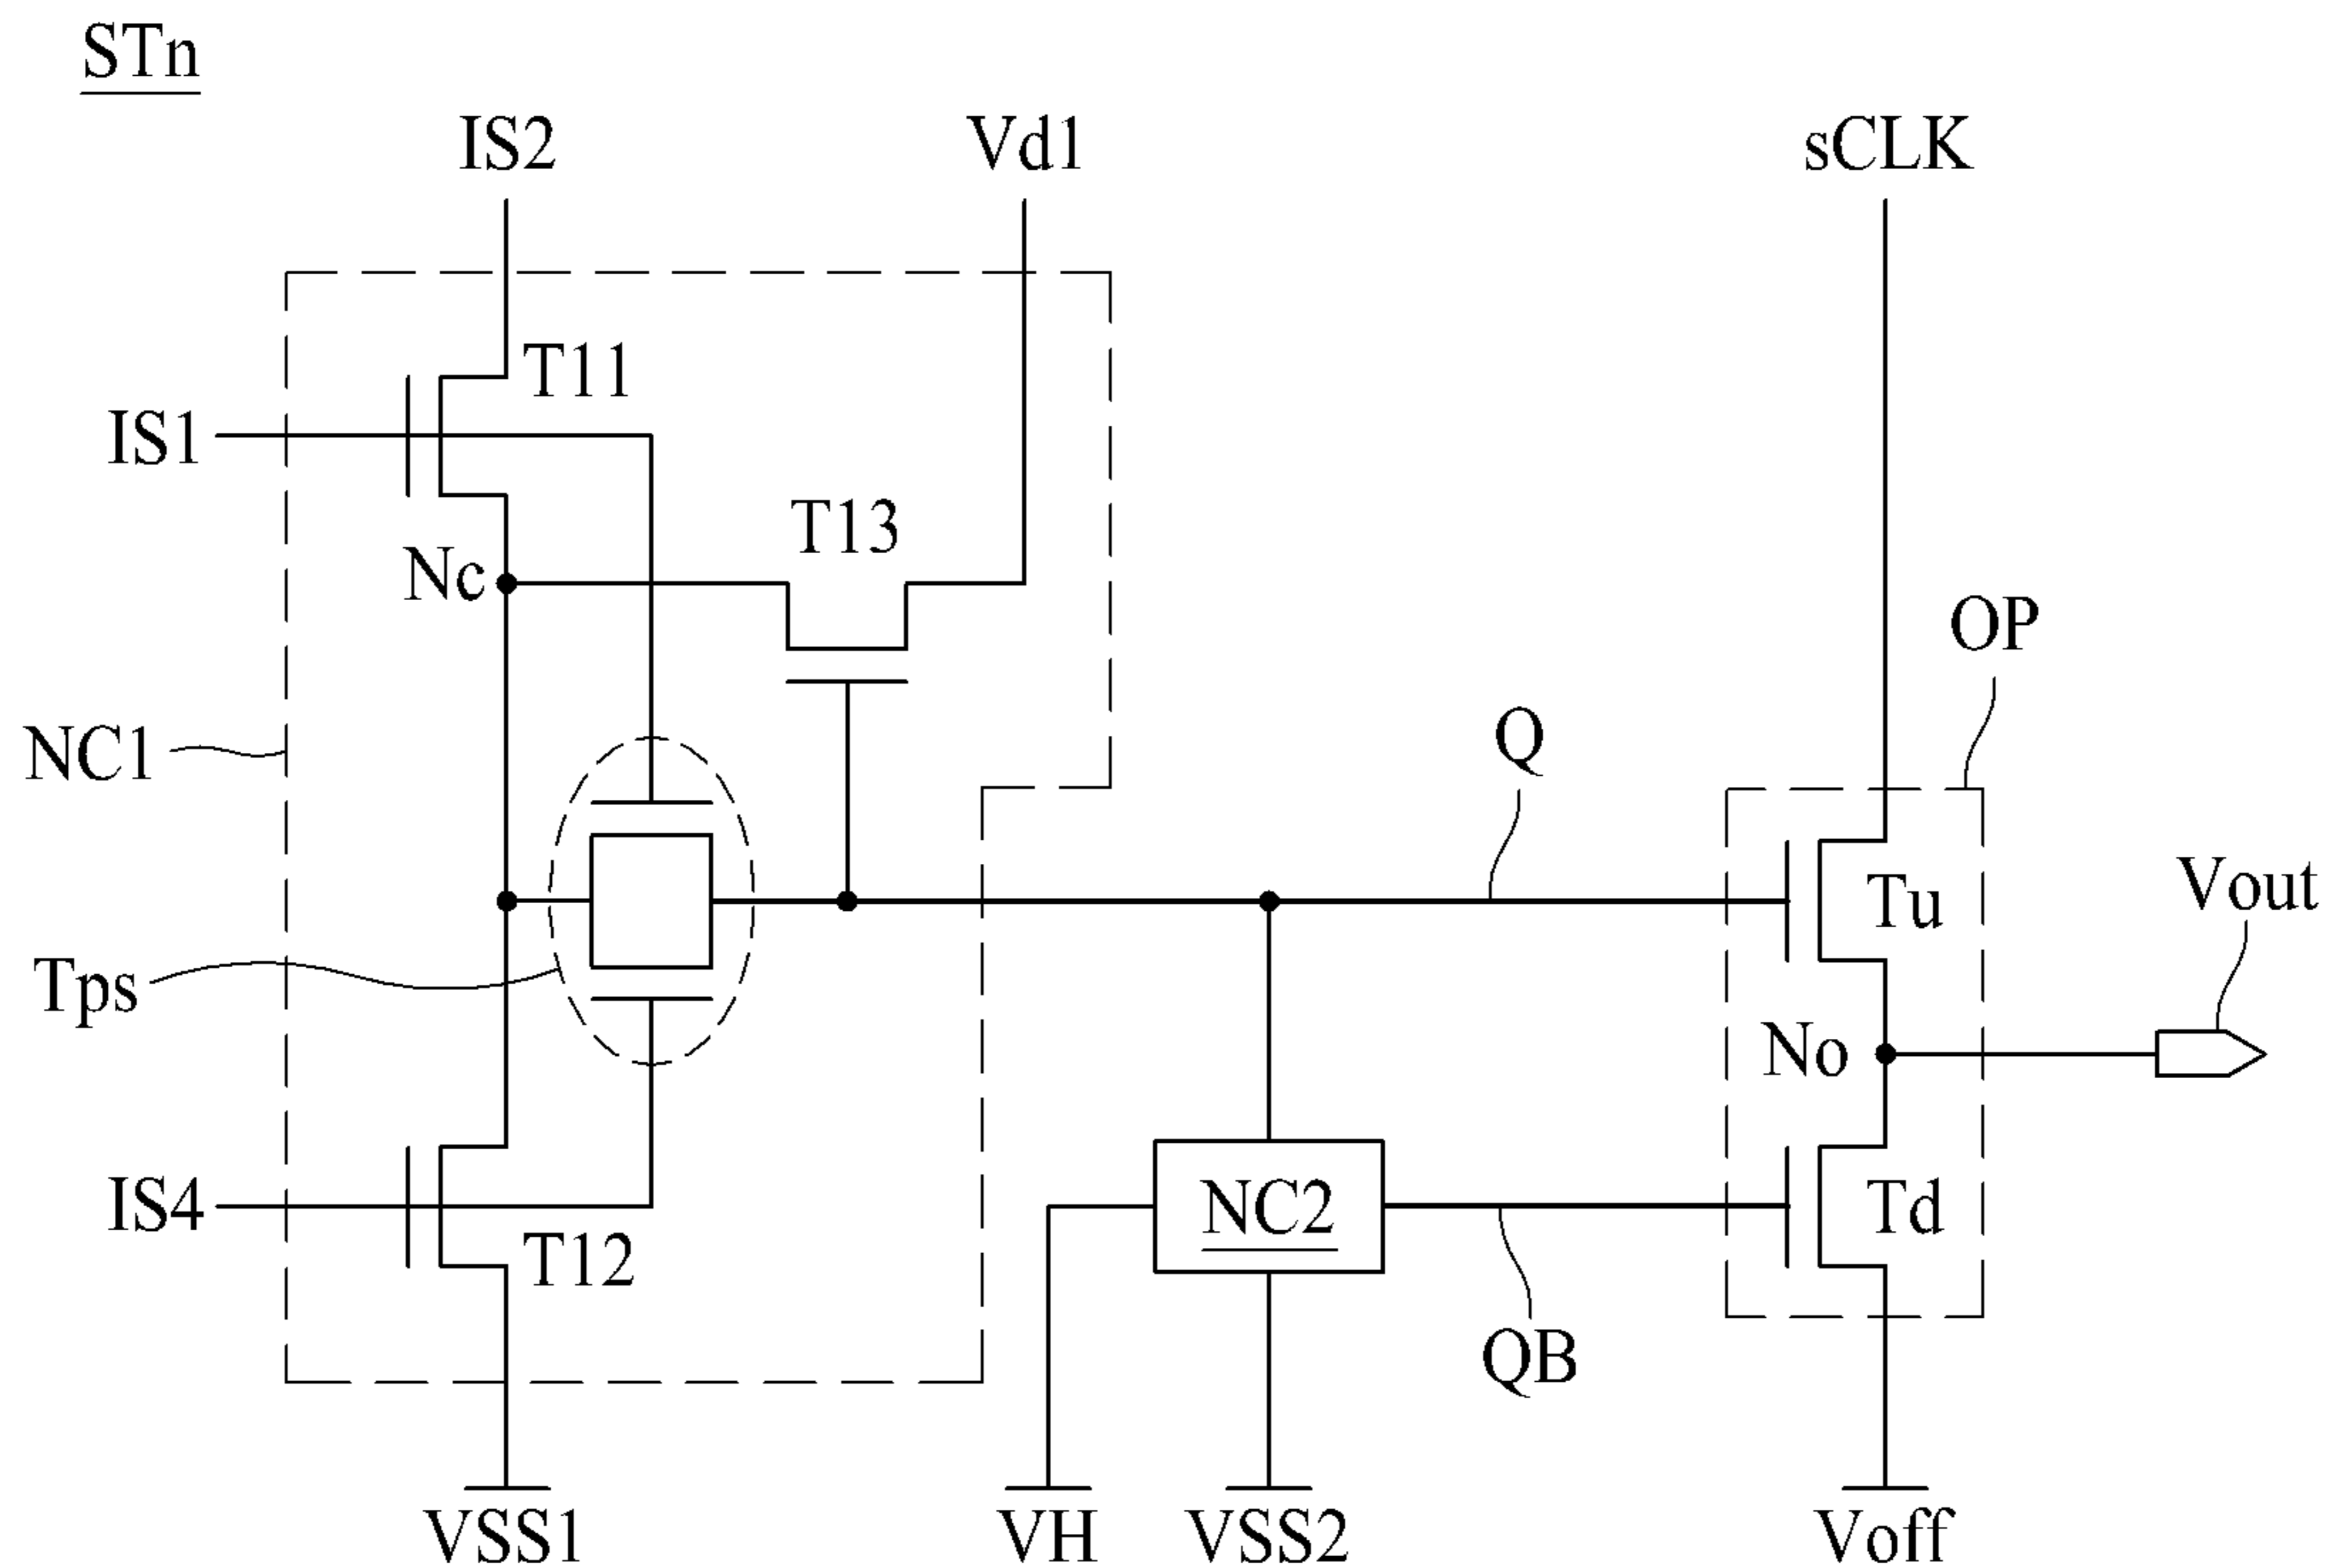 STn
IS2
Vd1
sCLK
T11
IS1
T13
Nc
OP
NC1
Q
Vout
Tu
Tps
No
IS4
NC2
Td
T12
QB
VSS1
VH
VSS2
Voff